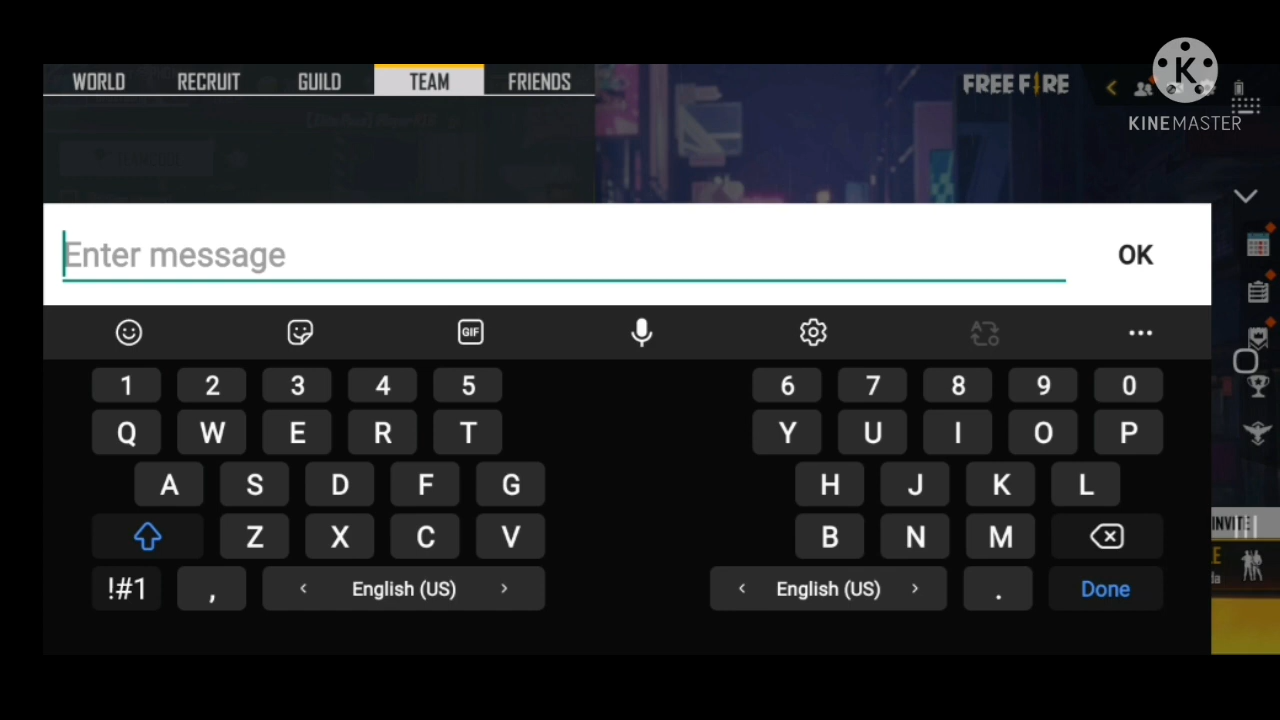 WORLD RECRUIT GUILD TEAM FRIENDS
FREE FIRE
K
KINEMASTER
Enter message OK
GIF
1 2 3 4 5 6 7 8 9 0
Q W E R T Y U I O P
A S D F G H J K L
Z X C V B N M
INVITE
!#1 , < English (US) > < English (US) > . Done